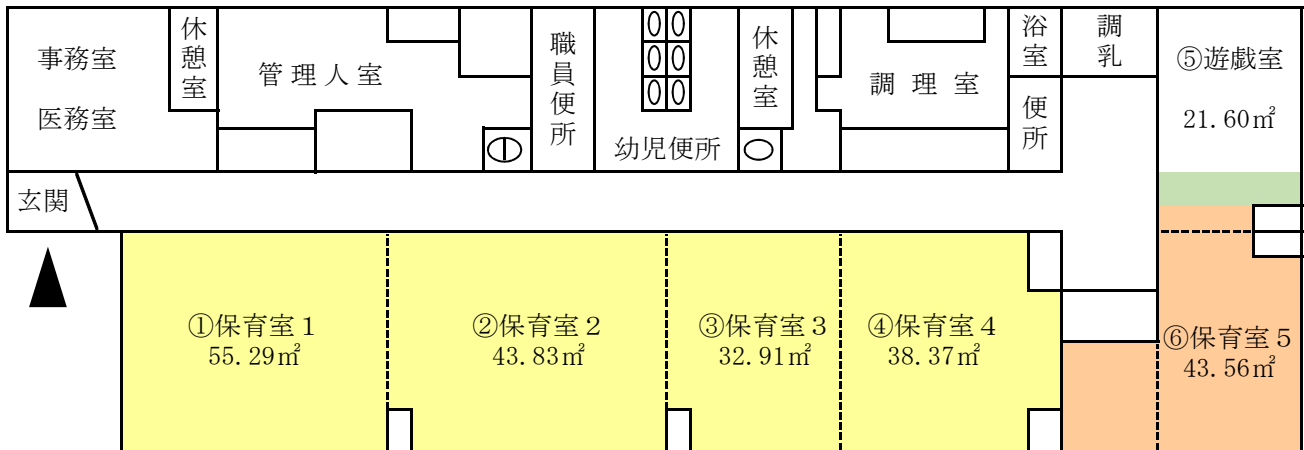 事務室
医務室
休憩室
管理人室
職員便所
幼児便所
休憩室
調理室
浴室
便所
調乳
⑤遊戯室
21.60㎡
玄関
①保育室1
55.29㎡
②保育室2
43.83㎡
③保育室3
32.91㎡
④保育室4
38.37㎡
⑥保育室5
43.56㎡